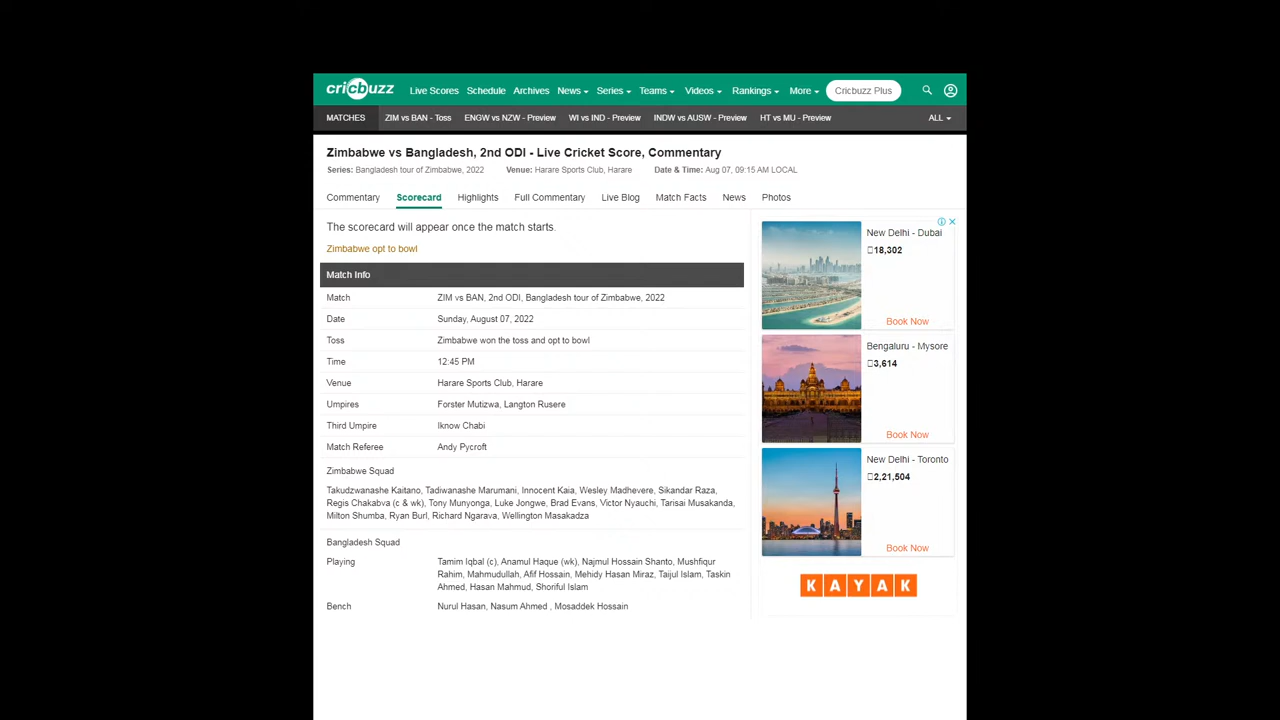 cricbuzz Live Scores Schedule Archives News Series Teams Videos Rankings More Cricbuzz Plus
MATCHES ZIM vs BAN - Toss ENGW vs NZW - Preview WI vs IND - Preview INDW vs AUSW - Preview HT vs MU - Preview ALL
Zimbabwe vs Bangladesh, 2nd ODI - Live Cricket Score, Commentary
Series: Bangladesh tour of Zimbabwe, 2022 Venue: Harare Sports Club, Harare Date & Time: Aug 07, 09:15 AM LOCAL
Commentary Scorecard Highlights Full Commentary Live Blog Match Facts News Photos
The scorecard will appear once the match starts.
Zimbabwe opt to bowl
Match Info
Match ZIM vs BAN, 2nd ODI, Bangladesh tour of Zimbabwe, 2022
Date Sunday, August 07, 2022
Toss Zimbabwe won the toss and opt to bowl
Time 12:45 PM
Venue Harare Sports Club, Harare
Umpires Forster Mutizwa, Langton Rusere
Third Umpire Iknow Chabi
Match Referee Andy Pycroft
Zimbabwe Squad
Takudzwanashe Kaitano, Tadiwanashe Marumani, Innocent Kaia, Wesley Madhevere, Sikandar Raza,
Regis Chakabva (c & wk), Tony Munyonga, Luke Jongwe, Brad Evans, Victor Nyauchi, Tarisai Musakanda,
Milton Shumba, Ryan Burl, Richard Ngarava, Wellington Masakadza
Bangladesh Squad
Playing Tamim Iqbal (c), Anamul Haque (wk), Najmul Hossain Shanto, Mushfiqur
Rahim, Mahmudullah, Afif Hossain, Mehidy Hasan Miraz, Taijul Islam, Taskin
Ahmed, Hasan Mahmud, Shoriful Islam
Bench Nurul Hasan, Nasum Ahmed , Mosaddek Hossain
New Delhi - Dubai
18,302
Book Now
Bengaluru - Mysore
3,614
Book Now
New Delhi - Toronto
2,21,504
Book Now
KAYAK